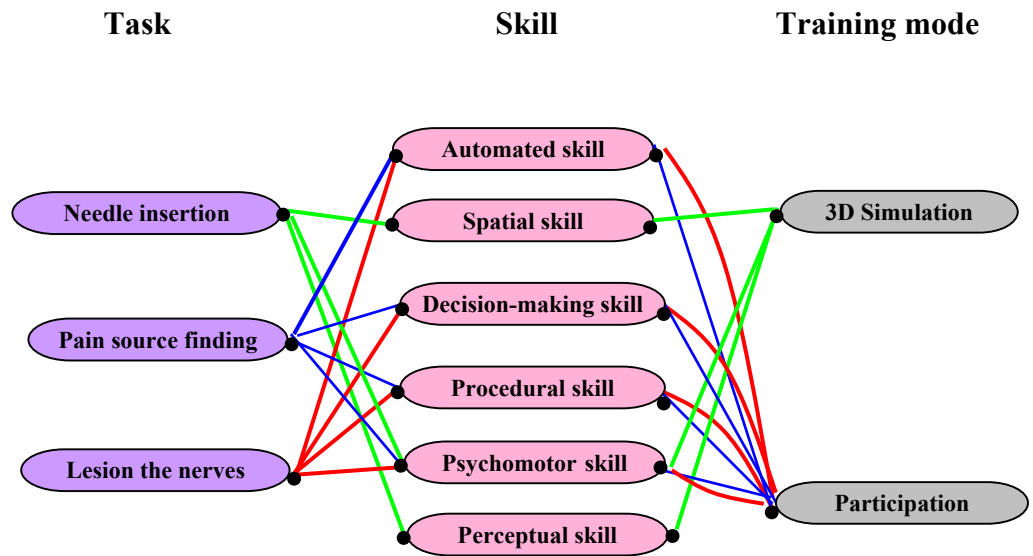 Task
Skill
Training mode
Automated skill
Needle insertion
Spatial skill
3D Simulation
Decision-making skill
Pain source finding
Procedural skill
Lesion the nerves
Psychomotor skill
Participation
Perceptual skill